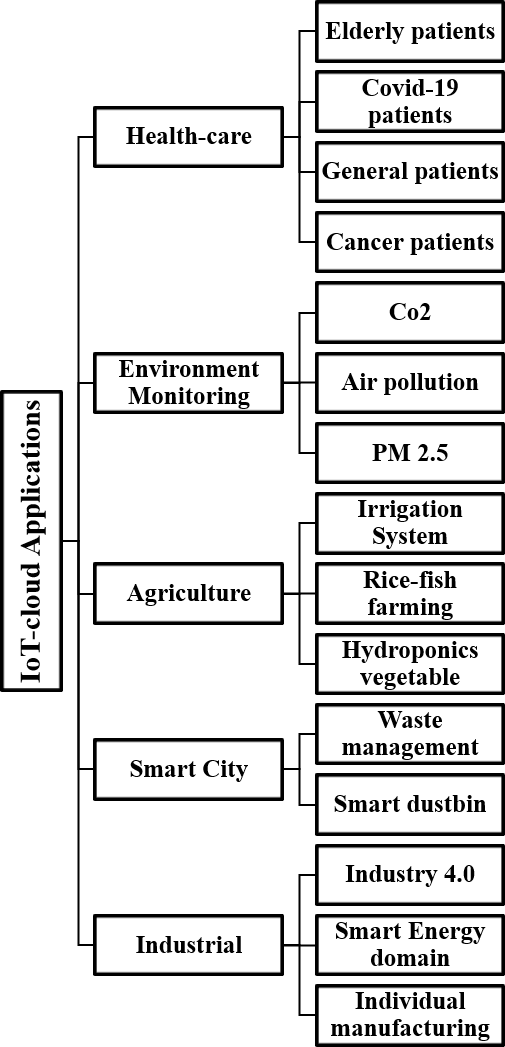 IoT-cloud Applications
Health-care
Elderly patients
Covid-19
patients
General patients
Cancer patients
Environment
Monitoring
Co2
Air pollution
PM 2.5
Agriculture
Irrigation
System
Rice-fish
farming
Hydroponics
vegetable
Smart City
Waste
management
Smart dustbin
Industrial
Industry 4.0
Smart Energy
domain
Individual
manufacturing